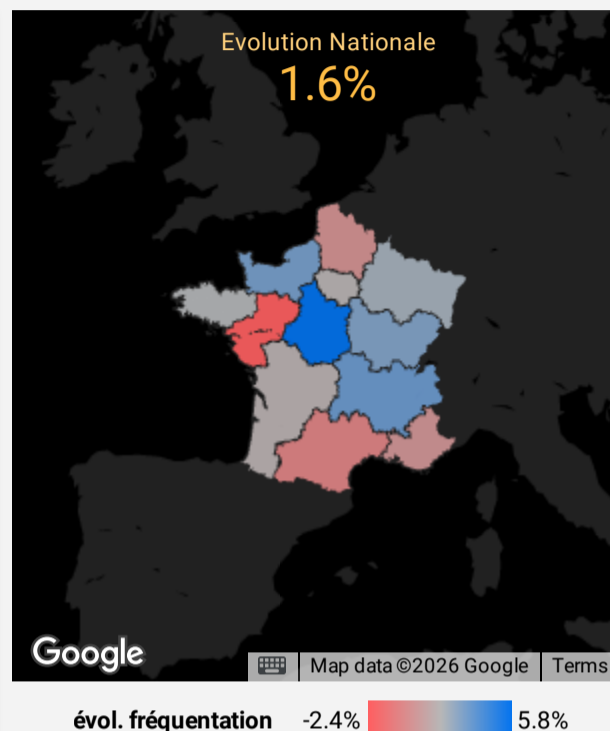 Evolution Nationale
1.6%
Google
Map data ©2026 Google
Terms
évol. fréquentation -2.4% 5.8%